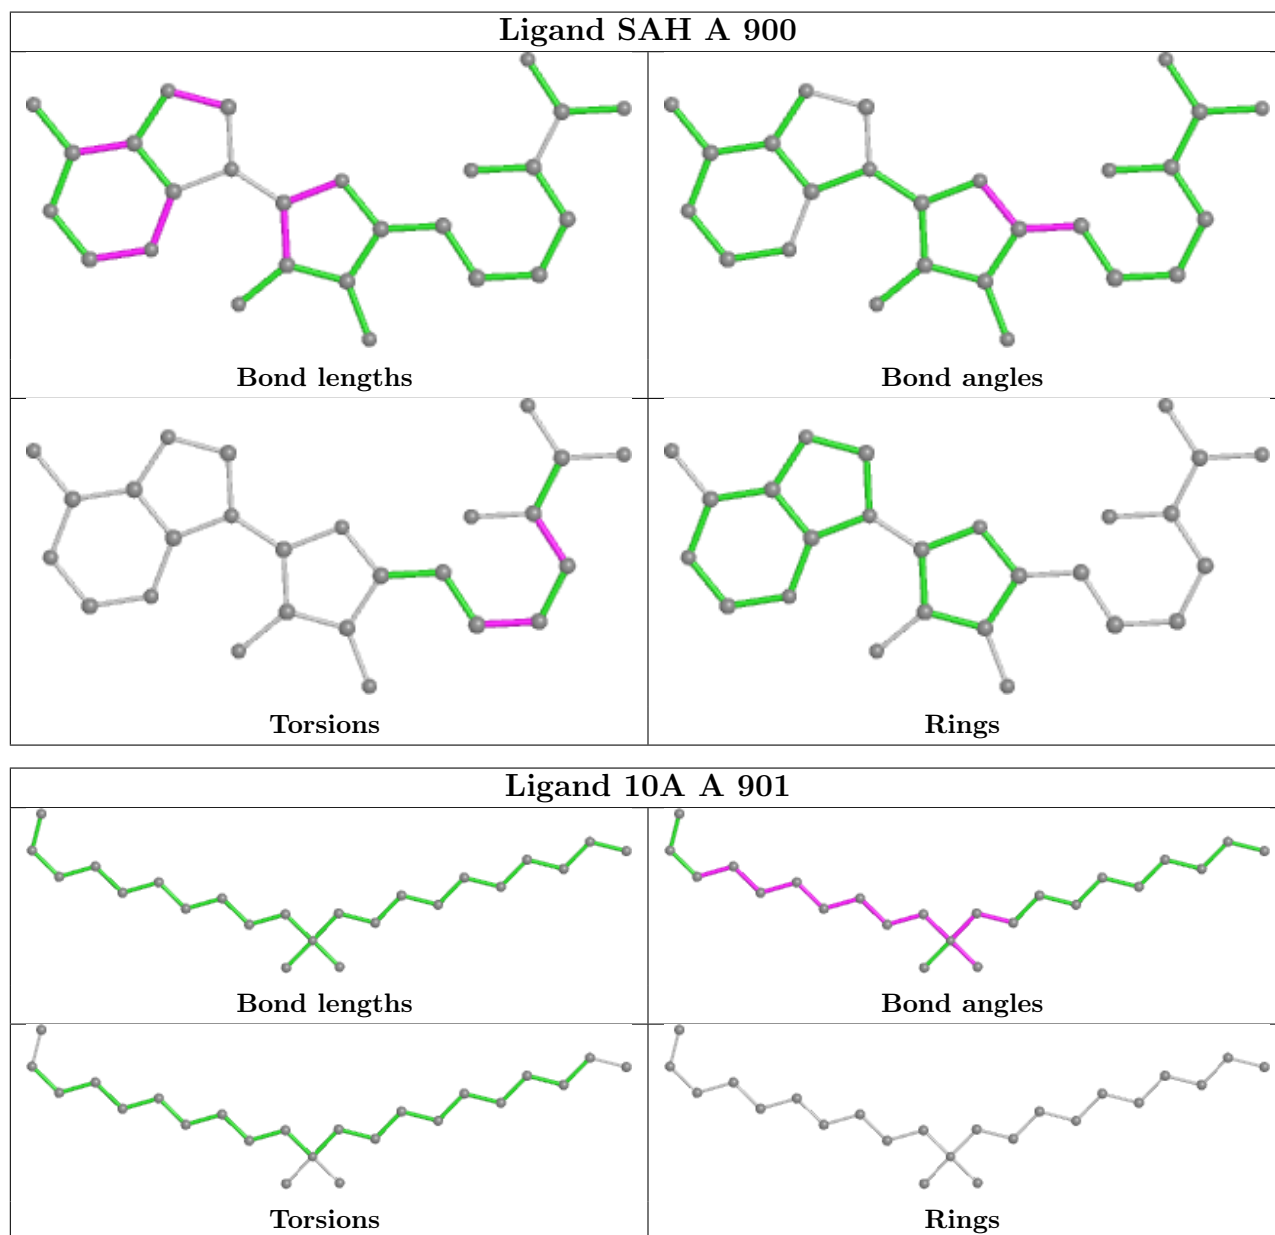 Ligand SAH A 900
Bond lengths
Bond angles
Torsions
Rings
Ligand 10A A 901
Bond lengths
Bond angles
Torsions
Rings